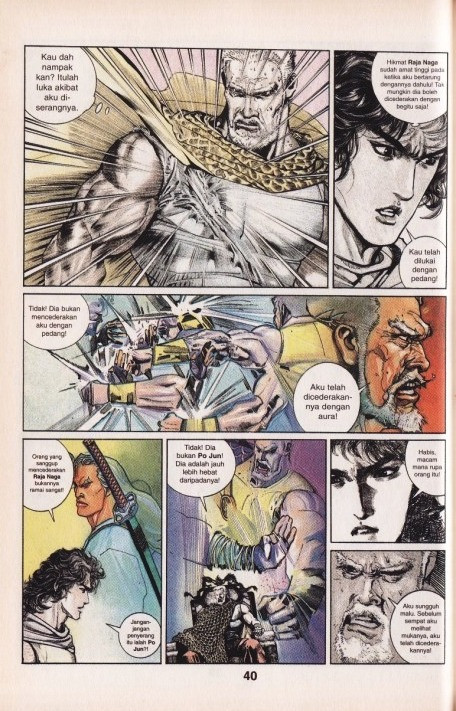 Kau dah
nampak
kan? Itulah
luka akibat
aku di-
serangnya.
Hikmat Raja Naga
sudah amat tinggi pada
ketika aku bertarung
dengannya dahulu! Tak
mungkin dia boleh
dicederakan dengan
begitu saja!
Kau telah
dilukai
dengan
pedang!
Tidak! Dia bukan
mencederakan
aku dengan
pedang!
Aku telah
dicederakan-
nya dengan
aura!
Orang yang
sanggup
mencederakan
Raja Naga
bukannya
ramai sangat!
Jangan-
jangan
penyerang
itu ialah Po
Jun?!
Tidak! Dia
bukan Po Jun!
Dia adalah jauh
lebih hebat
daripadanya!
Habis,
macam
mana rupa
orang itu!
Aku sungguh
malu. Sebelum
sempat aku
melihat
mukanya, aku
telah dicedera-
kannya!
40